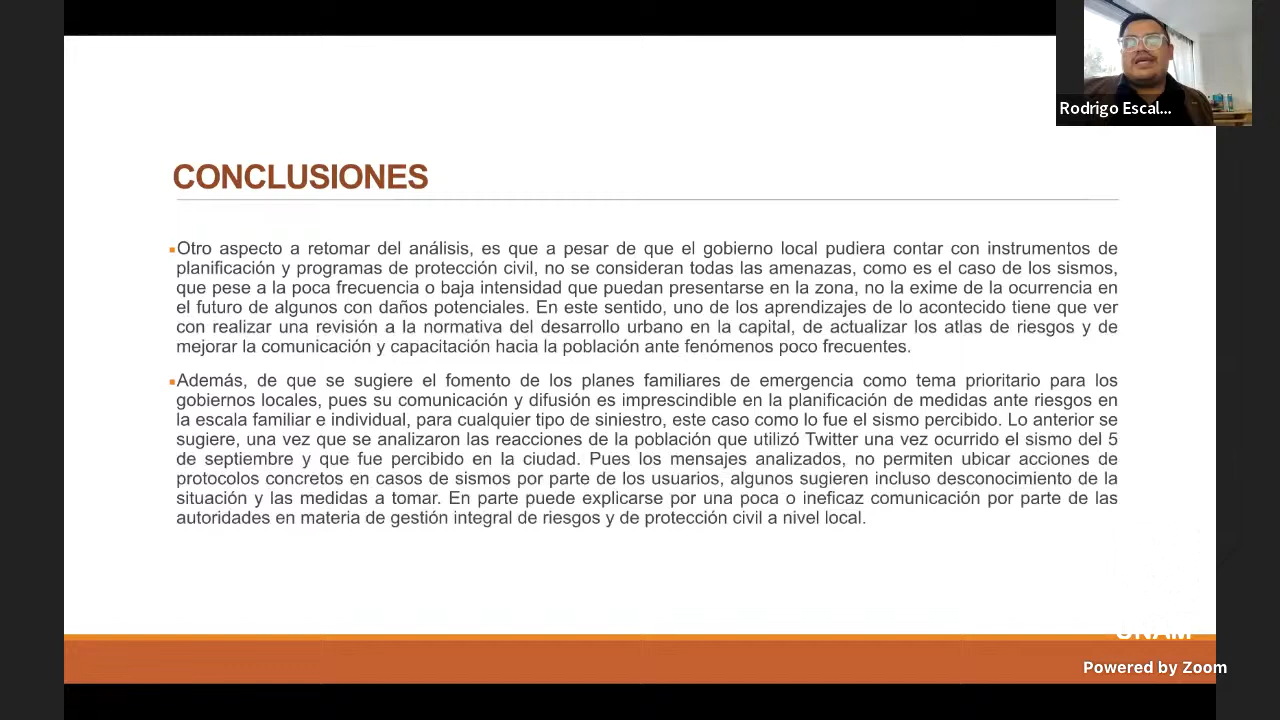 Rodrigo Escal...
CONCLUSIONES
▪Otro aspecto a retomar del análisis, es que a pesar de que el gobierno local pudiera contar con instrumentos de
planificación y programas de protección civil, no se consideran todas las amenazas, como es el caso de los sismos,
que pese a la poca frecuencia o baja intensidad que puedan presentarse en la zona, no la exime de la ocurrencia en
el futuro de algunos con daños potenciales. En este sentido, uno de los aprendizajes de lo acontecido tiene que ver
con realizar una revisión a la normativa del desarrollo urbano en la capital, de actualizar los atlas de riesgos y de
mejorar la comunicación y capacitación hacia la población ante fenómenos poco frecuentes.
▪Además, de que se sugiere el fomento de los planes familiares de emergencia como tema prioritario para los
gobiernos locales, pues su comunicación y difusión es imprescindible en la planificación de medidas ante riesgos en
la escala familiar e individual, para cualquier tipo de siniestro, este caso como lo fue el sismo percibido. Lo anterior se
sugiere, una vez que se analizaron las reacciones de la población que utilizó Twitter una vez ocurrido el sismo del 5
de septiembre y que fue percibido en la ciudad. Pues los mensajes analizados, no permiten ubicar acciones de
protocolos concretos en casos de sismos por parte de los usuarios, algunos sugieren incluso desconocimiento de la
situación y las medidas a tomar. En parte puede explicarse por una poca o ineficaz comunicación por parte de las
autoridades en materia de gestión integral de riesgos y de protección civil a nivel local.
UNAM
Powered by Zoom